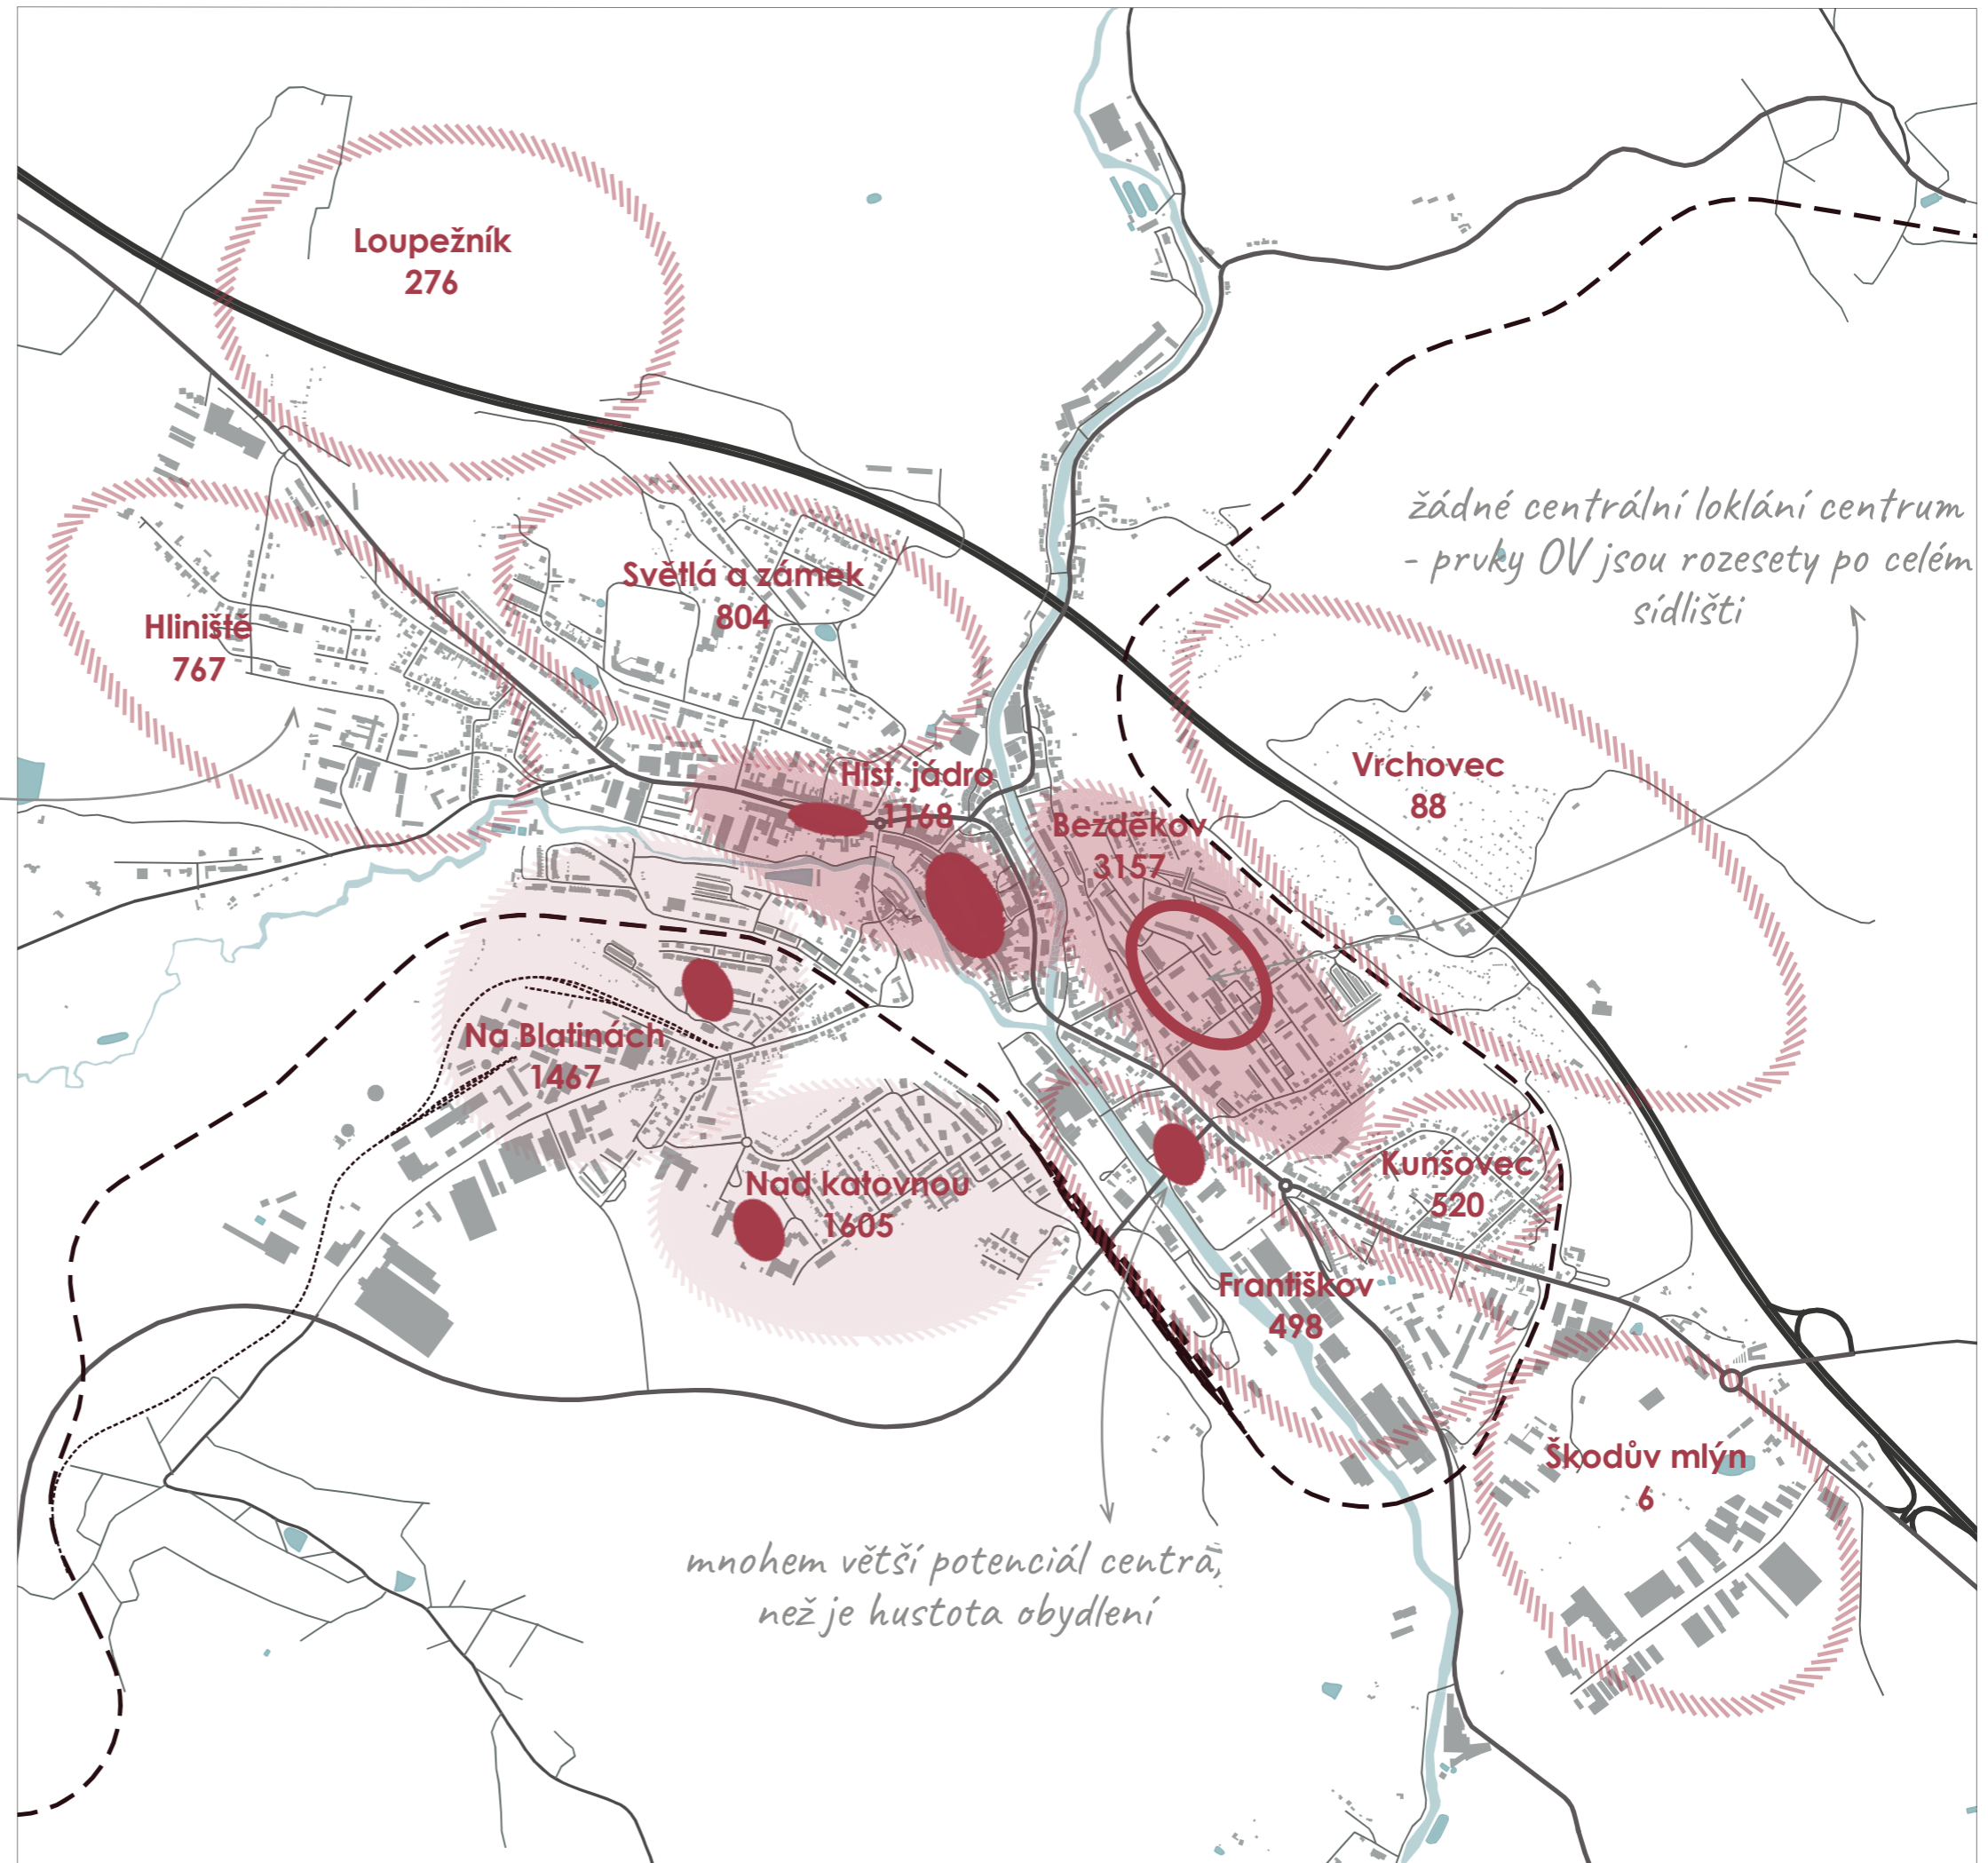 Loupežník
276
žádné centrální loklání centrum
- prvky OV jsou rozesety po celém
sídlišti
Světlá a zámek
804
Hliniště
767
Hist. jádro
1168
Vrchovec
88
Bezděkov
3157
Na Blatinách
1467
Nad katovnou
1605
Kunšovec
520
Františkov
498
Škodův mlýn
6
mnohem větší potenciál centra,
než je hustota obydlení